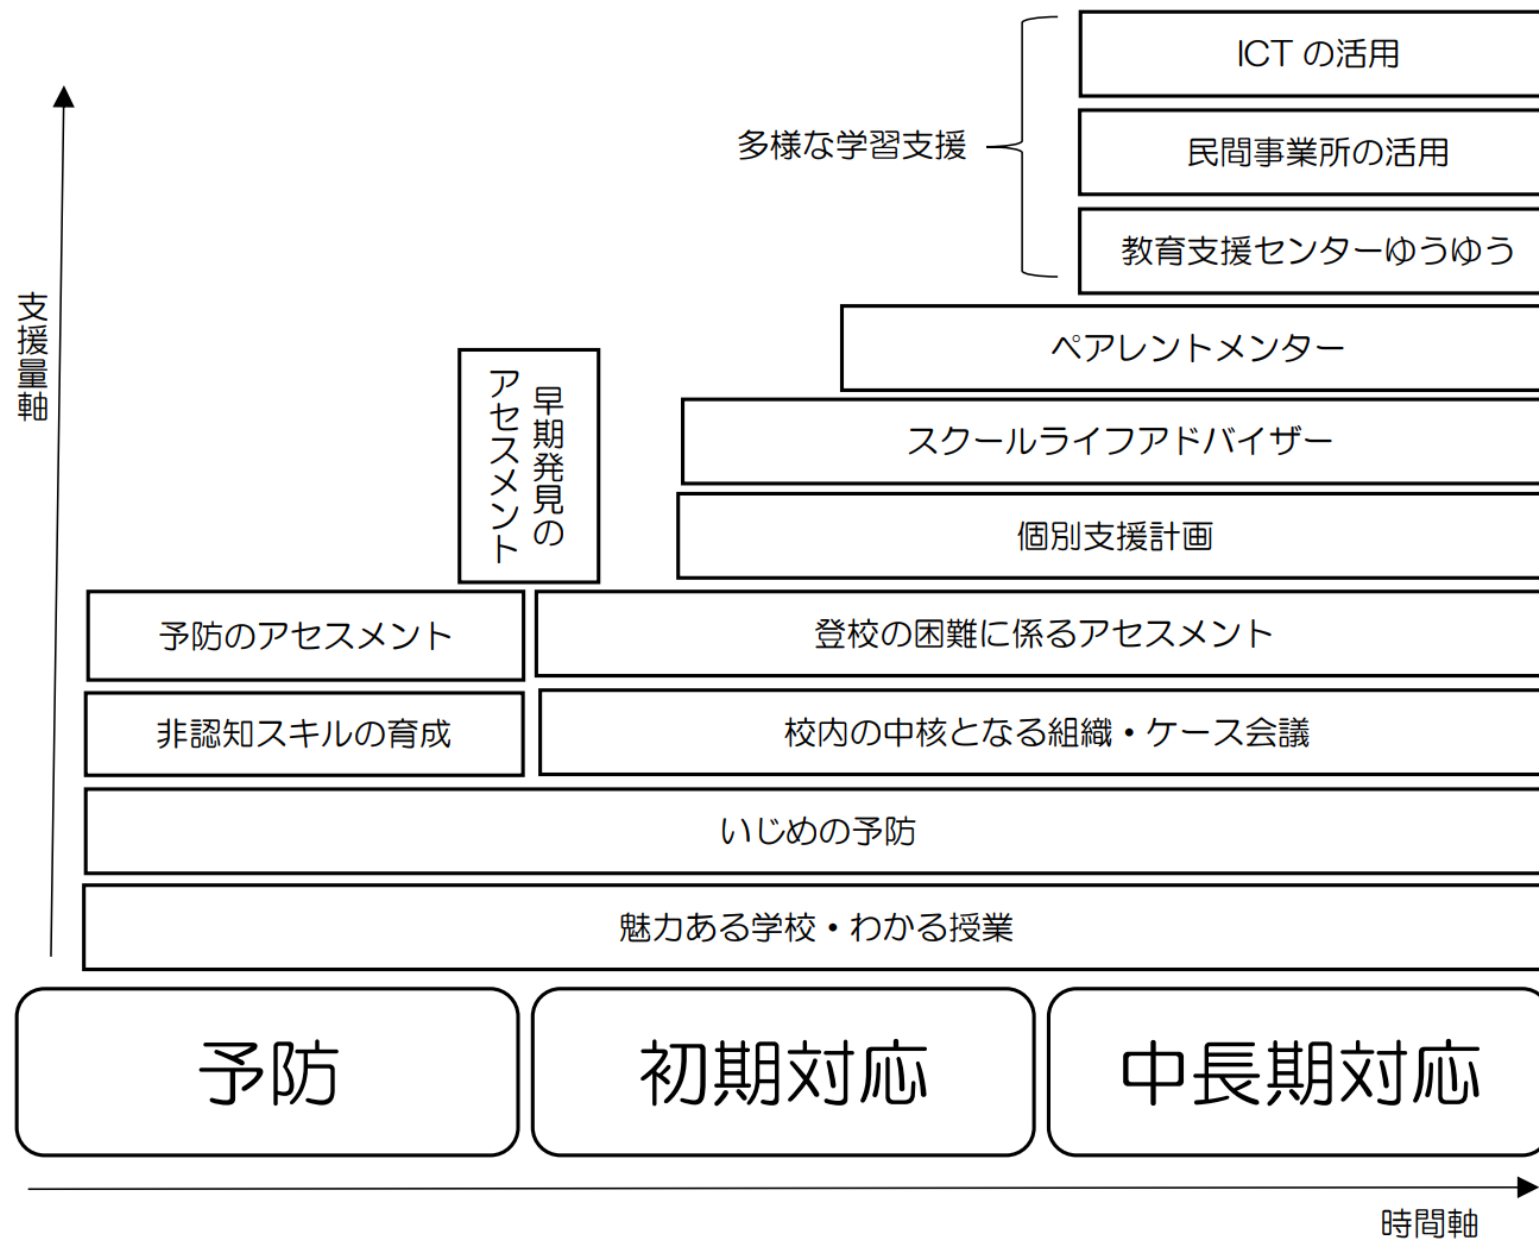 ICT の活用
民間事業所の活用
多様な学習支援
教育支援センターゆうゆう
ペアレントメンター
支援量軸
早期発見の
アセスメント
スクールライフアドバイザー
個別支援計画
予防のアセスメント
登校の困難に係るアセスメント
非認知スキルの育成
校内の中核となる組織・ケース会議
いじめの予防
魅力ある学校・わかる授業
予防
初期対応
中長期対応
時間軸